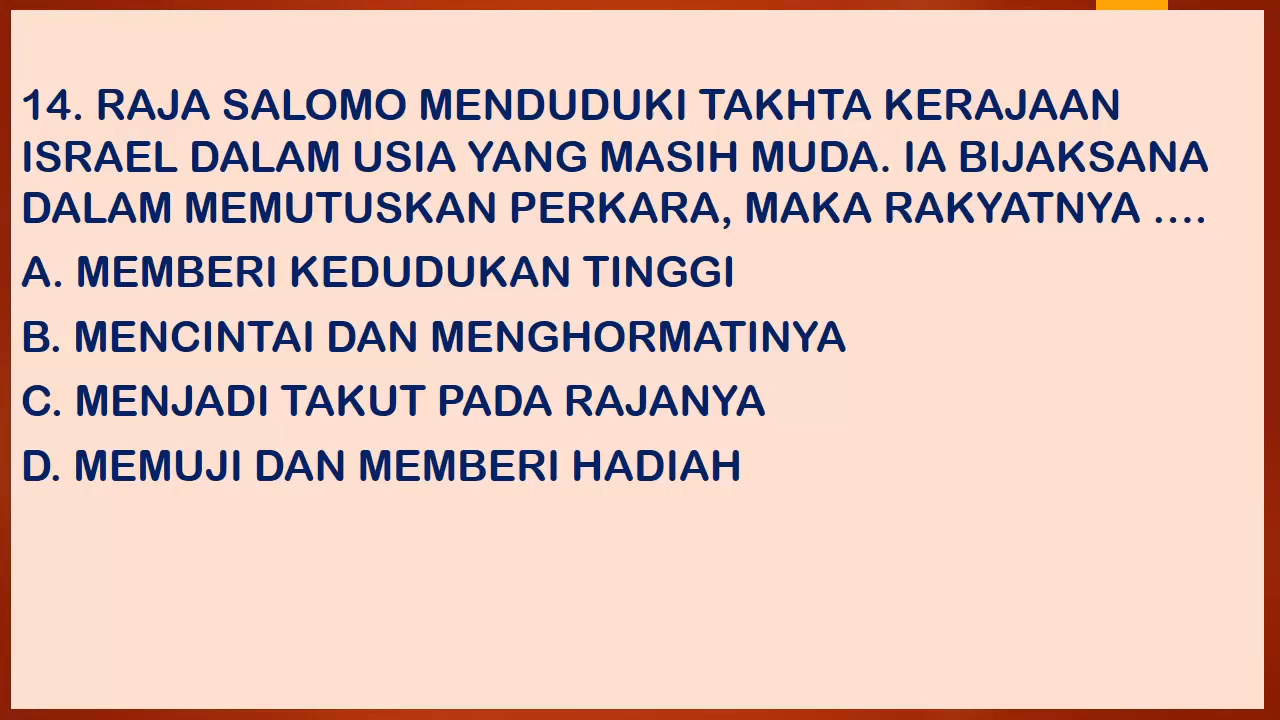 14. RAJA SALOMO MENDUDUKI TAKHTA KERAJAAN
ISRAEL DALAM USIA YANG MASIH MUDA. IA BIJAKSANA
DALAM MEMUTUSKAN PERKARA, MAKA RAKYATNYA ....
A. MEMBERI KEDUDUKAN TINGGI
B. MENCINTAI DAN MENGHORMATINYA
C. MENJADI TAKUT PADA RAJANYA
D. MEMUJI DAN MEMBERI HADIAH